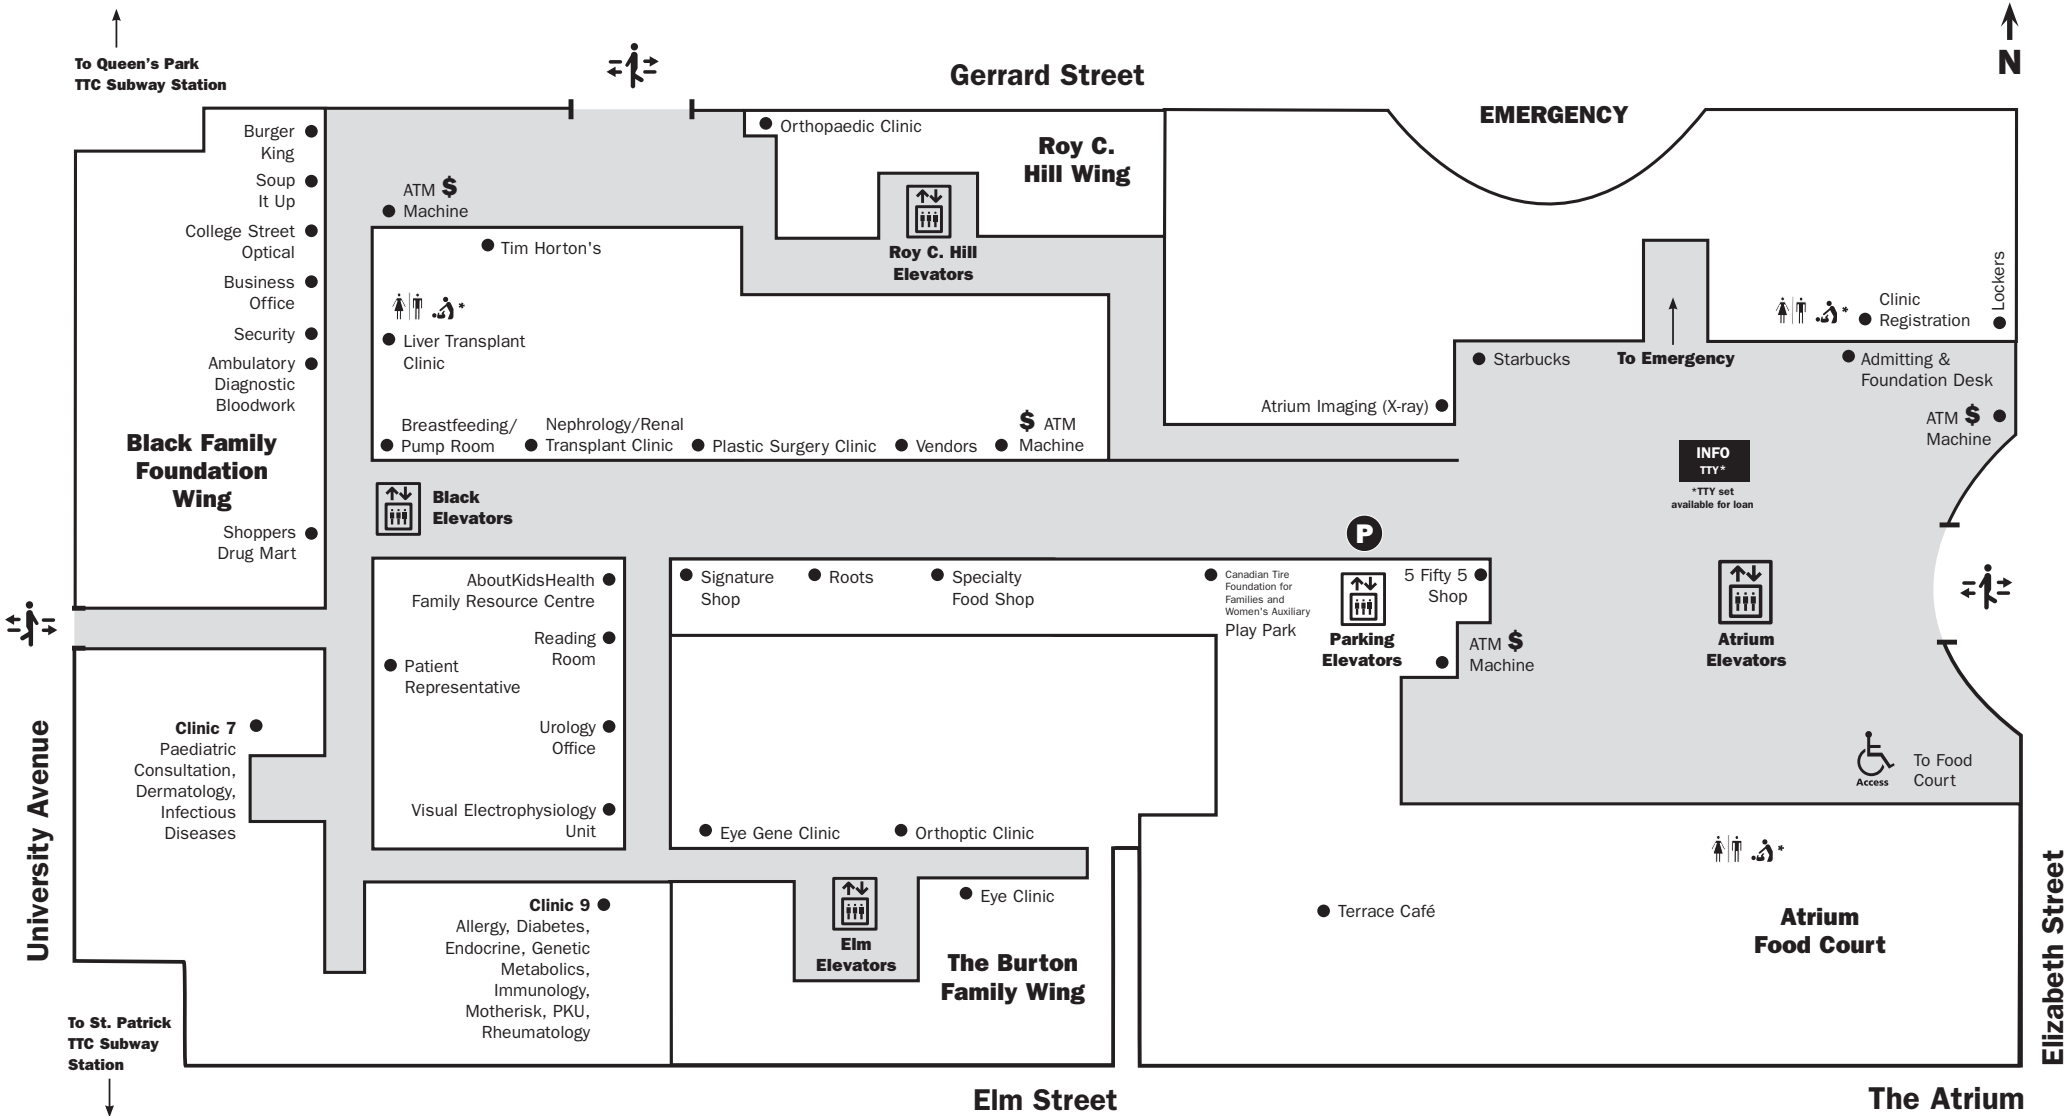 To Queen's Park
TTC Subway Station
Gerrard Street
N
EMERGENCY
Burger
King
Soup
It Up
College Street
Optical
Business
Office
Security
Ambulatory
Diagnostic
Bloodwork
Black Family
Foundation
Wing
Shoppers
Drug Mart
ATM $
Machine
Tim Horton's
*
Liver Transplant
Clinic
Breastfeeding/
Pump Room
Nephrology/Renal
Transplant Clinic
Plastic Surgery Clinic
Vendors
$ ATM
Machine
Orthopaedic Clinic
Roy C.
Hill Wing
Roy C. Hill
Elevators
Atrium Imaging (X-ray)
Starbucks
To Emergency
*
Clinic
Registration
Lockers
Admitting &
Foundation Desk
ATM $
Machine
INFO
TTY*
*TTY set
available for loan
Black
Elevators
AboutKidsHealth
Family Resource Centre
Reading
Room
Patient
Representative
Urology
Office
Visual Electrophysiology
Unit
Signature
Shop
Roots
Specialty
Food Shop
Canadian Tire
Foundation for
Families and
Women's Auxiliary
Play Park
P
Parking
Elevators
5 Fifty 5
Shop
ATM $
Machine
Atrium
Elevators
Access
To Food
Court
University Avenue
Clinic 7
Paediatric
Consultation,
Dermatology,
Infectious
Diseases
Eye Gene Clinic
Orthoptic Clinic
Clinic 9
Allergy, Diabetes,
Endocrine, Genetic
Metabolics,
Immunology,
Motherisk, PKU,
Rheumatology
Elm
Elevators
Eye Clinic
The Burton
Family Wing
Terrace Café
*
Atrium
Food Court
Elizabeth Street
To St. Patrick
TTC Subway
Station
Elm Street
The Atrium